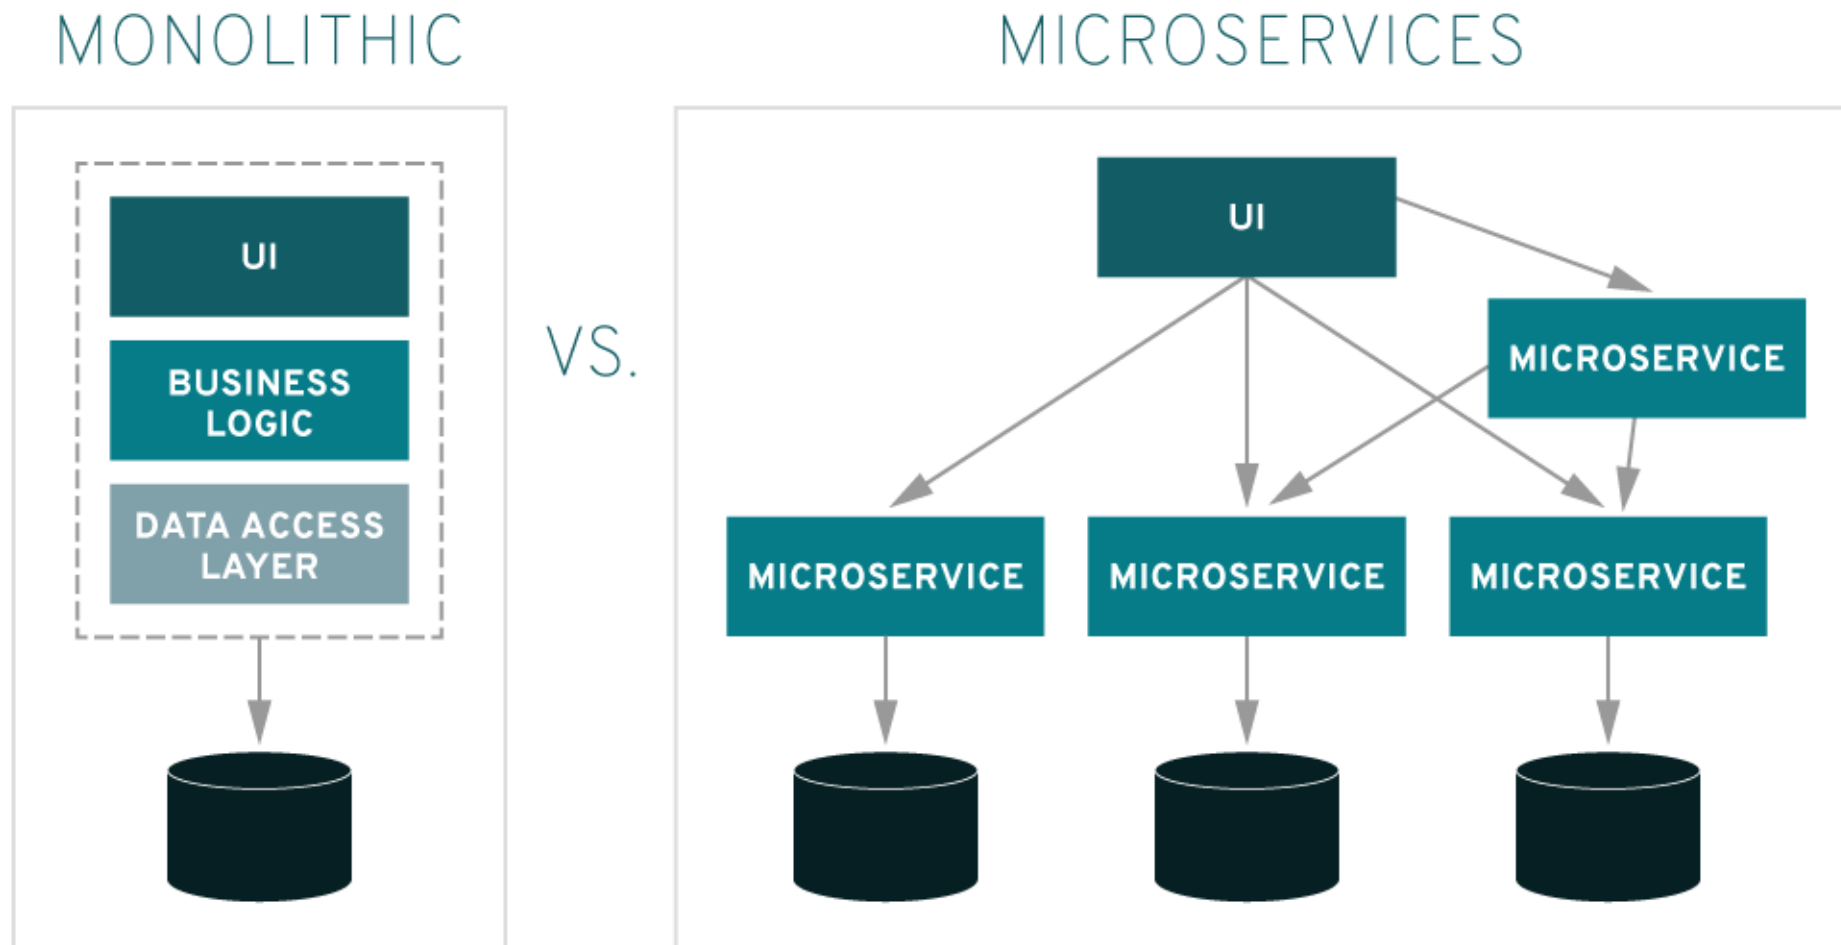 MONOLITHIC
UI
BUSINESS
LOGIC
DATA ACCESS
LAYER
VS.
MICROSERVICES
UI
MICROSERVICE
MICROSERVICE
MICROSERVICE
MICROSERVICE